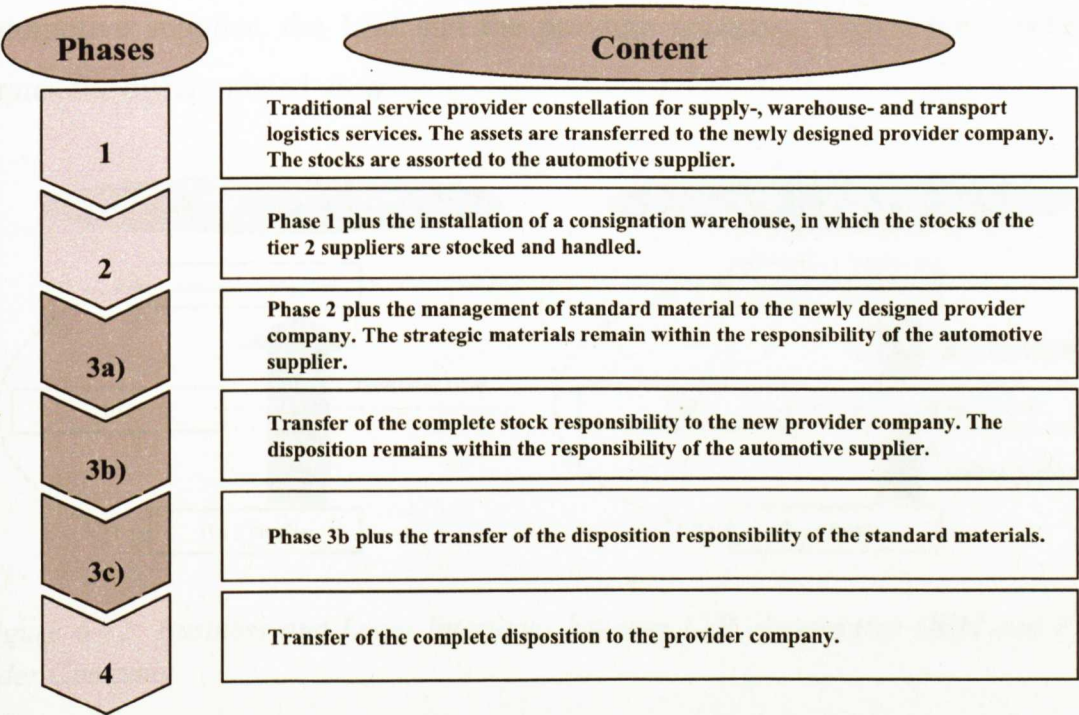 Phases
Content
1
Traditional service provider constellation for supply-, warehouse- and transport
logistics services. The assets are transferred to the newly designed provider company.
The stocks are assorted to the automotive supplier.
2
Phase 1 plus the installation of a consignation warehouse, in which the stocks of the
tier 2 suppliers are stocked and handled.
3a)
Phase 2 plus the management of standard material to the newly designed provider
company. The strategic materials remain within the responsibility of the automotive
supplier.
3b)
Transfer of the complete stock responsibility to the new provider company. The
disposition remains within the responsibility of the automotive supplier.
3c)
Phase 3b plus the transfer of the disposition responsibility of the standard materials.
4
Transfer of the complete disposition to the provider company.